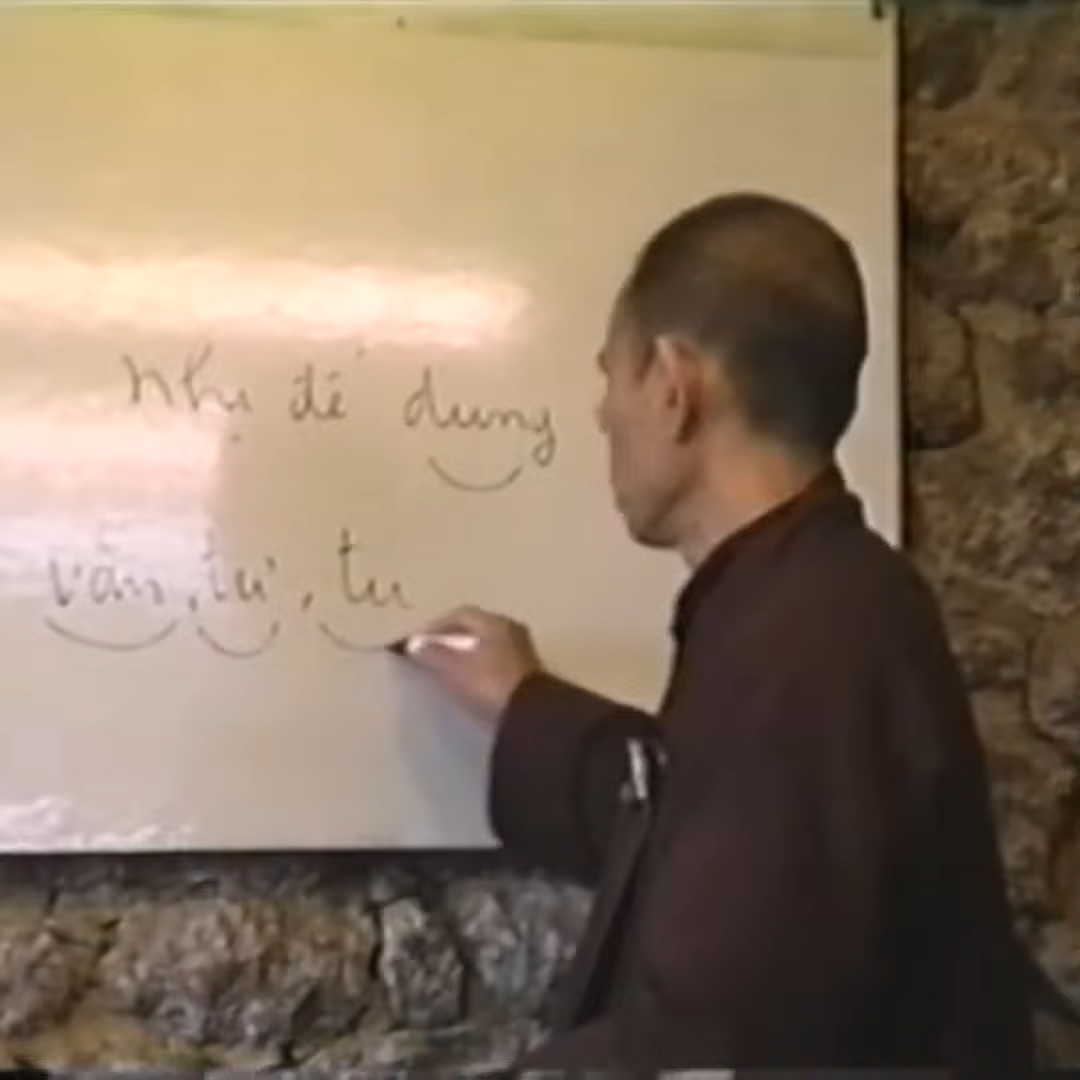 Nhị đế dung
văn, tư, tu